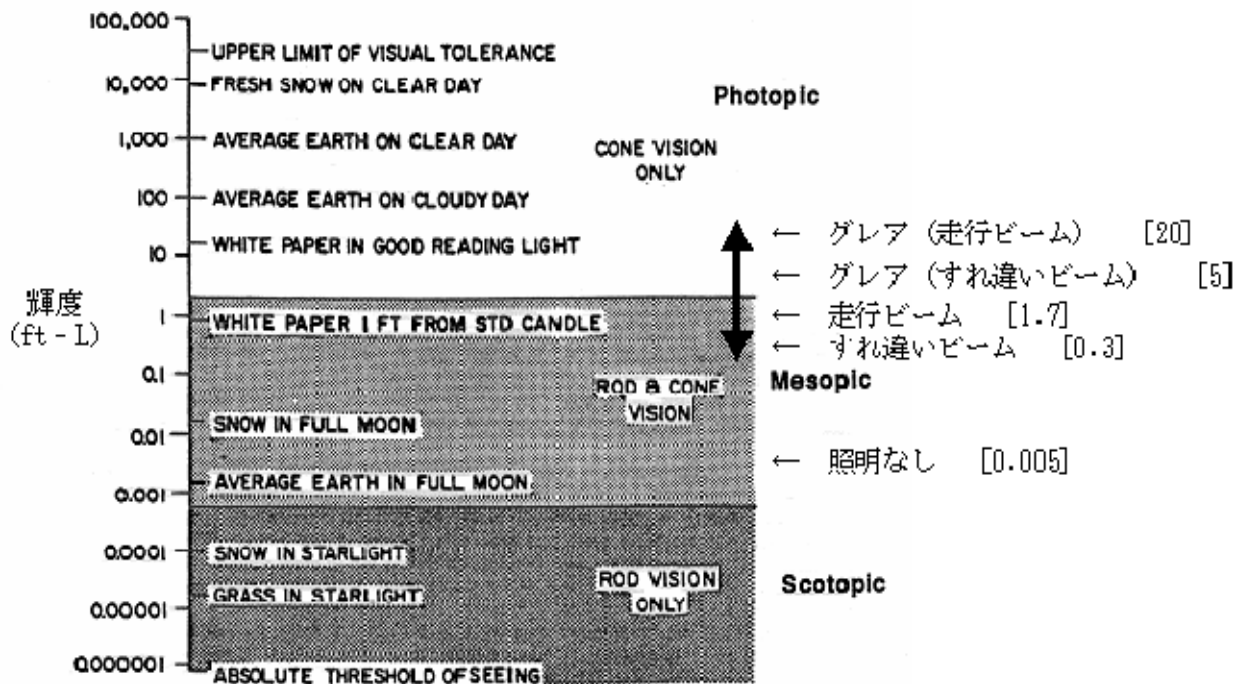 100,000
UPPER LIMIT OF VISUAL TOLERANCE
10,000 FRESH SNOW ON CLEAR DAY
Photopic
1,000 AVERAGE EARTH ON CLEAR DAY
CONE VISION
ONLY
100 AVERAGE EARTH ON CLOUDY DAY
← グレア (走行ビーム) [20]
10 WHITE PAPER IN GOOD READING LIGHT
← グレア (すれ違いビーム) [5]
輝度
(ft-L)
1 WHITE PAPER 1 FT FROM STD CANDLE
← 走行ビーム [1.7]
← すれ違いビーム [0.3]
0.1
ROD & CONE
VISION
Mesopic
0.01 SNOW IN FULL MOON
← 照明なし [0.005]
0.001 AVERAGE EARTH IN FULL MOON
0.0001 SNOW IN STARLIGHT
ROD VISION
ONLY
Scotopic
0.00001 GRASS IN STARLIGHT
0.000001 ABSOLUTE THRESHOLD OF SEEING